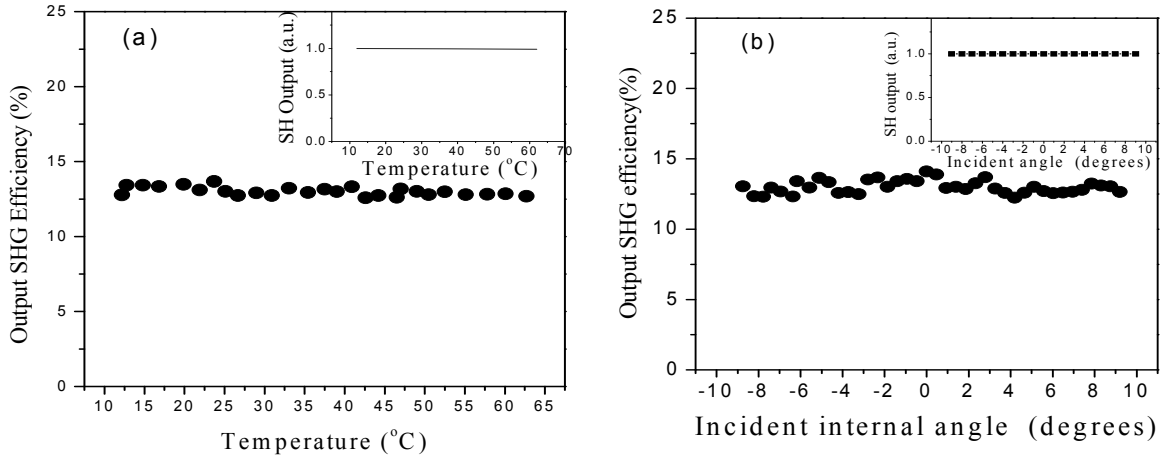 (a)
Output SHG Efficiency (%)
25
20
15
10
5
0
10 15 20 25 30 35 40 45 50 55 60 65
Temperature (°C)
SH Output (a.u.)
1.0
0.5
0.0
10 20 30 40 50 60 70
Temperature (°C)
(b)
Output SHG efficiency(%)
25
20
15
10
5
0
-10 -8 -6 -4 -2 0 2 4 6 8 10
Incident internal angle (degrees)
SH output (a.u.)
1.0
0.5
0.0
-10 -8 -6 -4 -2 0 2 4 6 8 10
Incident angle (degrees)